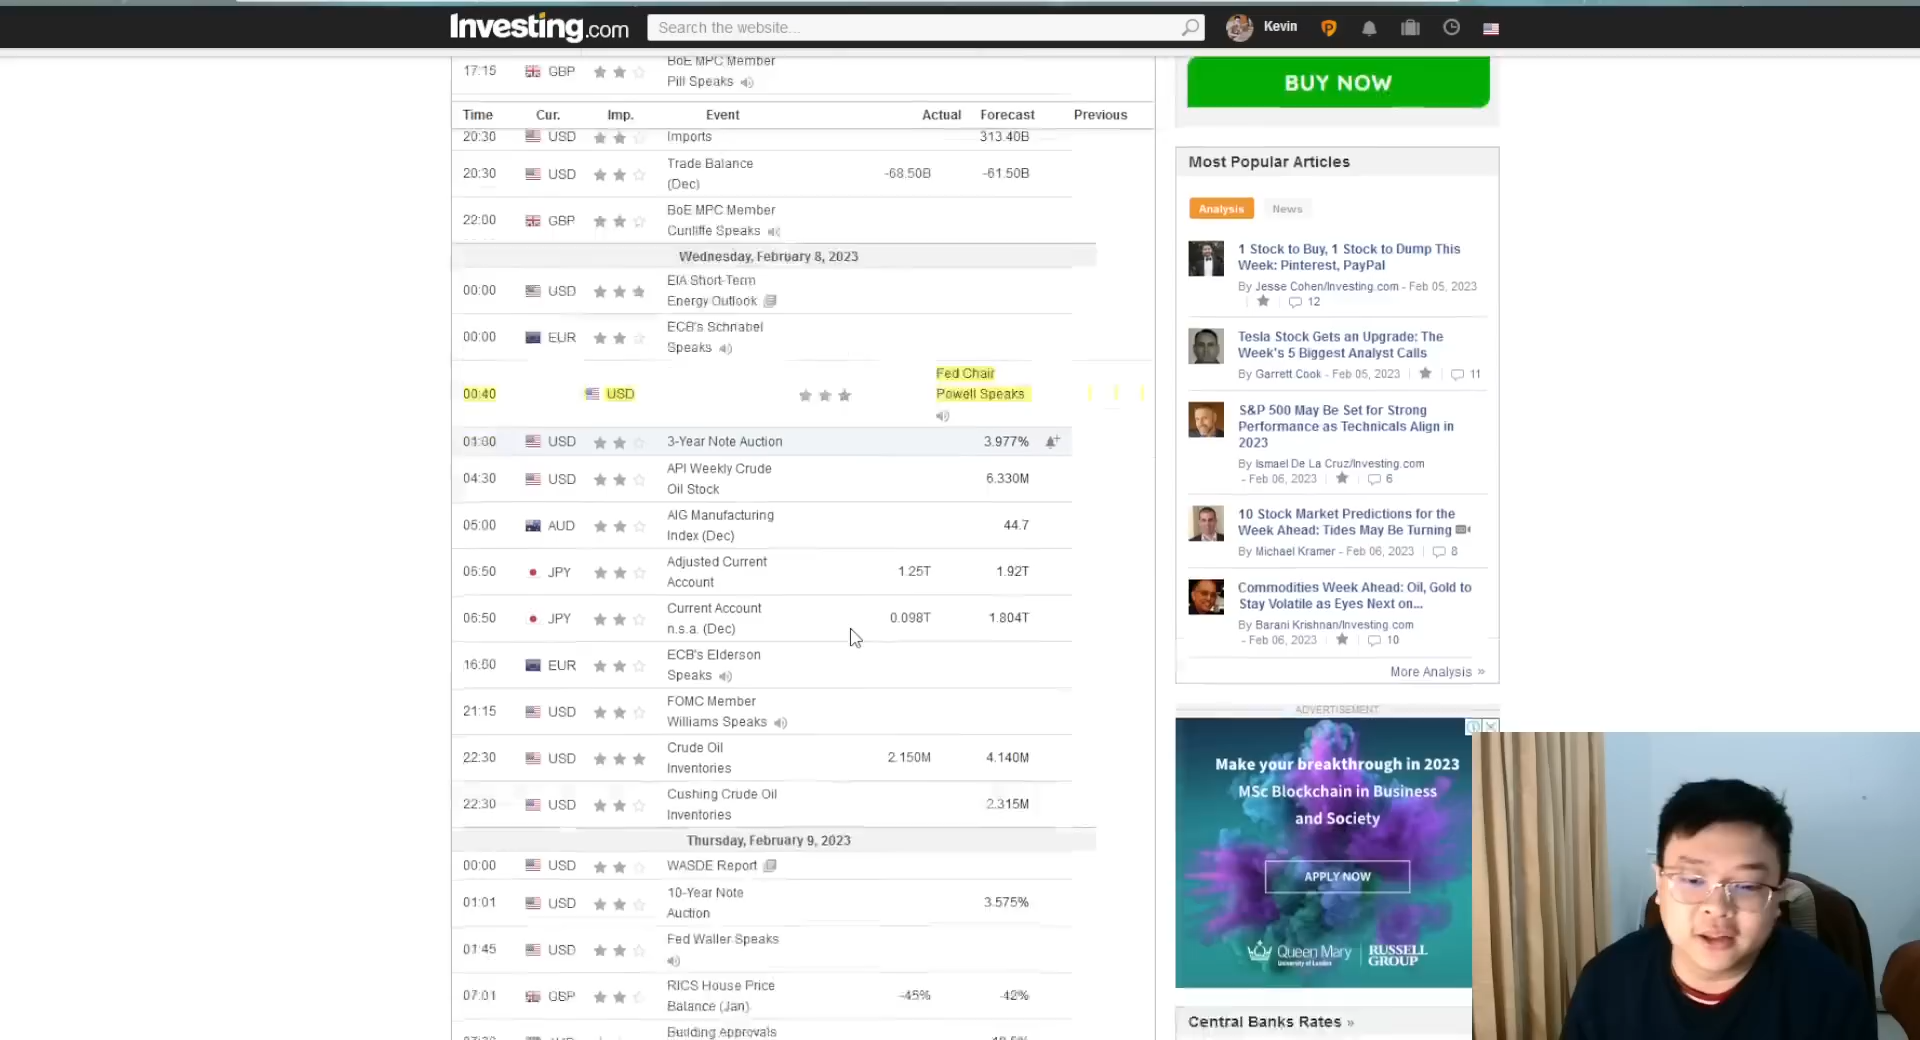 Investing.com
Search the website...
Kevin
17:15 GBP BoE MPC Member
Pill Speaks
BUY NOW
Time Cur. Imp. Event Actual Forecast Previous
20:30 USD Imports 313.40B
20:30 USD Trade Balance
(Dec) -68.50B -61.50B
22:00 GBP BoE MPC Member
Cunliffe Speaks
Wednesday, February 8, 2023
00:00 USD EIA Short-Term
Energy Outlook
00:00 EUR ECB's Schnabel
Speaks
00:40 USD Fed Chair
Powell Speaks
USD 3-Year Note Auction 3.977%
04:30 USD API Weekly Crude
Oil Stock 6.330M
05:00 AUD AIG Manufacturing
Index (Dec) 44.7
06:50 JPY Adjusted Current
Account 1.25T 1.92T
06:50 JPY Current Account
n.s.a. (Dec) 0.098T 1.804T
EUR ECB's Elderson
Speaks
21:15 USD FOMC Member
Williams Speaks
22:30 USD Crude Oil
Inventories 2.150M 4.140M
22:30 USD Cushing Crude Oil
Inventories 2.315M
Thursday, February 9, 2023
00:00 USD WASDE Report
01:01 USD 10-Year Note
Auction 3.575%
01:45 USD Fed Waller Speaks
07:01 GBP RICS House Price
Balance (Jan) -45% -42%
Building Approvals
Most Popular Articles
Analysis News
1 Stock to Buy, 1 Stock to Dump This
Week: Pinterest, PayPal
By Jesse Cohen/Investing.com - Feb 05, 2023
12
Tesla Stock Gets an Upgrade: The
Week's 5 Biggest Analyst Calls
By Garrett Cook - Feb 05, 2023 11
S&P 500 May Be Set for Strong
Performance as Technicals Align in
2023
By Ismael De La Cruz/Investing.com
- Feb 06, 2023 6
10 Stock Market Predictions for the
Week Ahead: Tides May Be Turning
By Michael Kramer - Feb 06, 2023 8
Commodities Week Ahead: Oil, Gold to
Stay Volatile as Eyes Next on...
By Barani Krishnan/Investing.com
- Feb 06, 2023 10
More Analysis »
ADVERTISEMENT
Make your breakthrough in 2023
MSc Blockchain in Business
and Society
APPLY NOW
Queen Mary
University of London
RUSSELL
GROUP
Central Banks Rates »